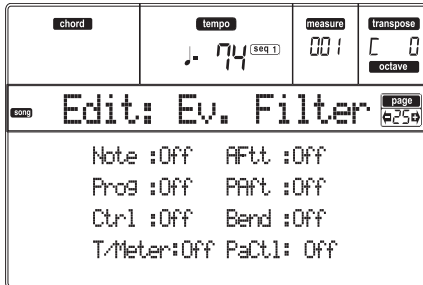 chord tempo measure transpose
♩. 74 seq 1 001 C 0
octave
song Edit: Ev. Filter page 25
Note :Off AFtt :Off
Prog :Off PAft :Off
Ctrl :Off Bend :Off
T/Meter:Off PaCtl: Off